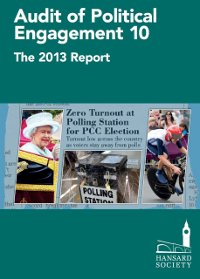 Audit of Political
Engagement 10
The 2013 Report
Zero Turnout at
Polling Station
for PCC Election
Turnout low across the country
as voters stay away from polls
POLLING
STATION
HANSARD
SOCIETY